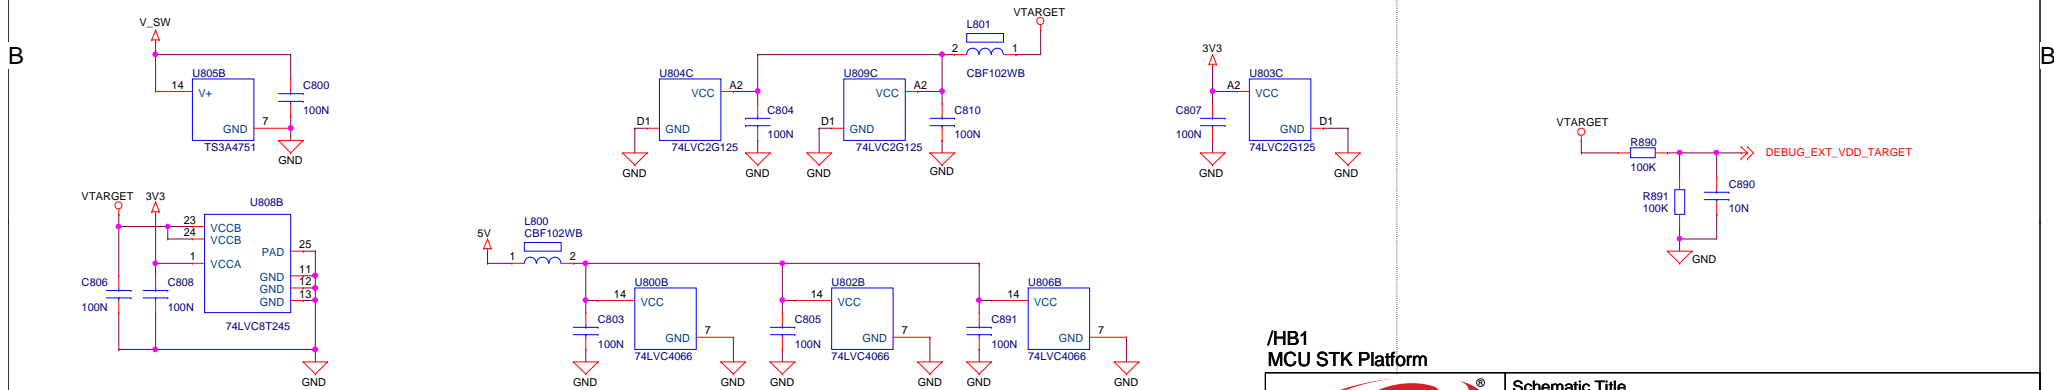 B
V_SW
U805B
14
V+
GND
7
TS3A4751
C800
100N
GND
VTARGET
L801
2
1
CBF102WB
U804C
VCC
A2
D1
GND
74LVC2G125
C804
100N
GND
GND
U809C
VCC
A2
D1
GND
74LVC2G125
C810
100N
GND
GND
3V3
U803C
A2
VCC
C807
100N
GND
D1
74LVC2G125
GND
GND
B
VTARGET
R890
100K
DEBUG_EXT_VDD_TARGET
R891
100K
C890
10N
GND
VTARGET
3V3
U808B
23
VCCB
24
VCCB
PAD
25
1
VCCA
GND
11
GND
12
GND
13
C806
100N
C808
100N
74LVC8T245
GND
5V
L800
CBF102WB
1
2
U800B
14
VCC
C803
100N
GND
7
74LVC4066
GND
GND
U802B
14
VCC
C805
100N
GND
7
74LVC4066
GND
GND
U806B
14
VCC
C891
100N
GND
7
74LVC4066
GND
GND
/HB1
MCU STK Platform
®
Schematic Title